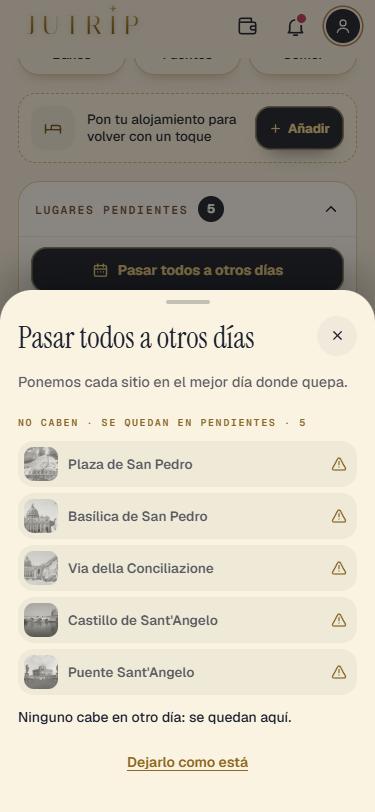 JUTRIP
Pon tu alojamiento para
volver con un toque
+ Añadir
LUGARES PENDIENTES 5
Pasar todos a otros días
Pasar todos a otros días
Ponemos cada sitio en el mejor día donde quepa.
NO CABEN · SE QUEDAN EN PENDIENTES · 5
Plaza de San Pedro
Basílica de San Pedro
Via della Conciliazione
Castillo de Sant'Angelo
Puente Sant'Angelo
Ninguno cabe en otro día: se quedan aquí.
Dejarlo como está